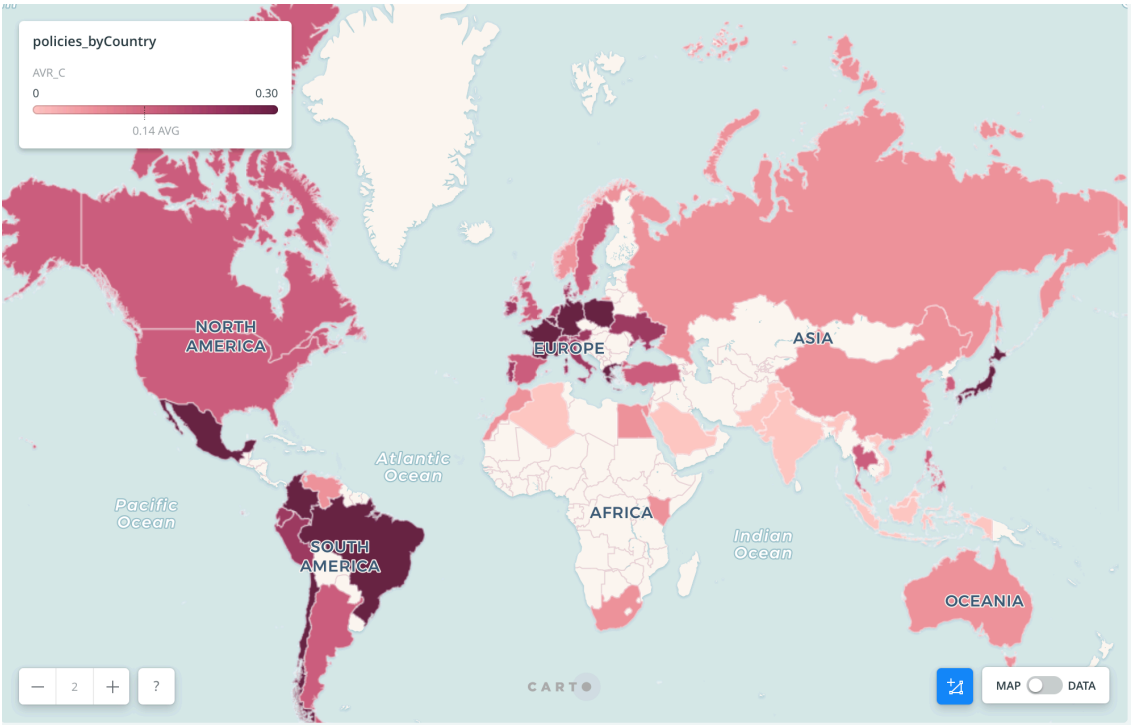 policies_byCountry
AVR_C
0 0.30
0.14 AVG
NORTH
AMERICA
EUROPE
ASIA
Atlantic
Ocean
Pacific
Ocean
AFRICA
Indian
Ocean
SOUTH
AMERICA
OCEANIA
2
?
CARTO
MAP DATA